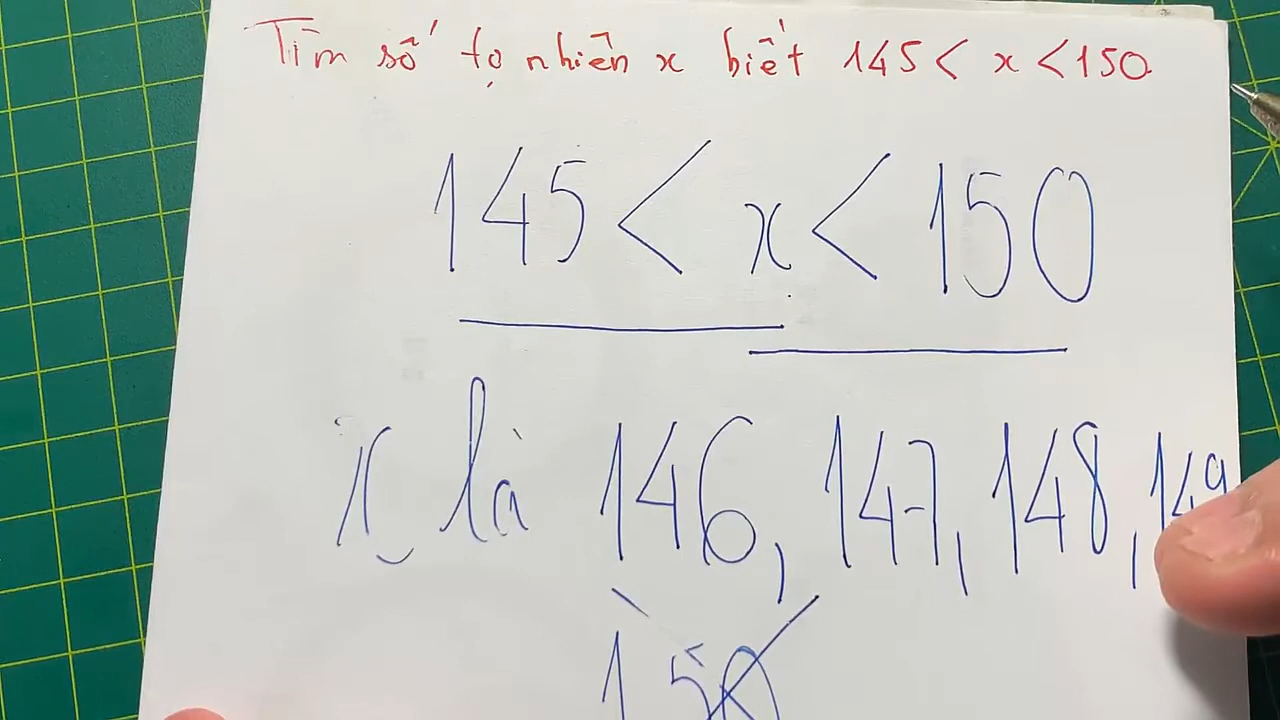 Tìm số tự nhiên x biết 145 < x < 150
145 < x < 150
x là 146, 147, 148, 149
150